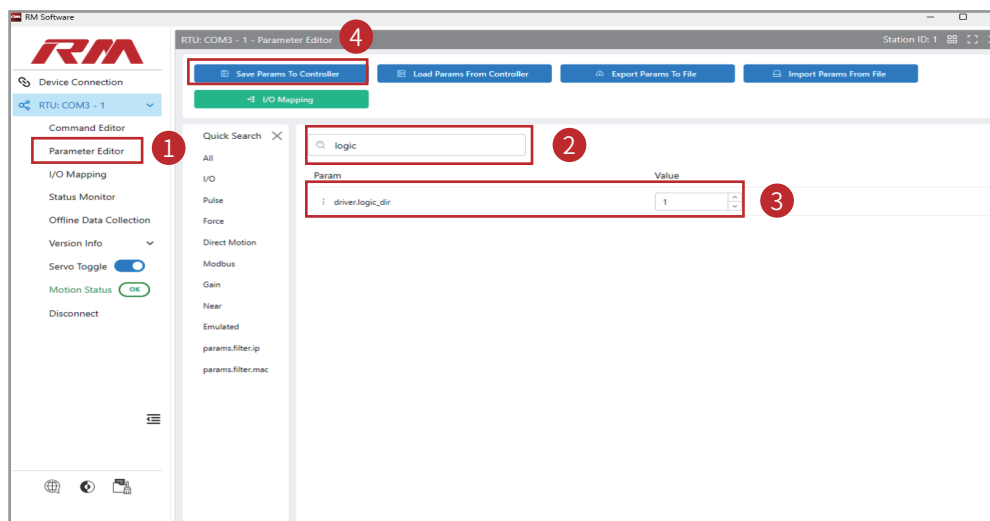 RM Software
RTU: COM3 - 1 - Parameter Editor
4
Station ID: 1
RM
Device Connection
RTU: COM3 - 1
Command Editor
Parameter Editor
1
I/O Mapping
Status Monitor
Offline Data Collection
Version Info
Servo Toggle
Motion Status OK
Disconnect
Save Params To Controller
Load Params From Controller
Export Params To File
Import Params From File
I/O Mapping
Quick Search
All
I/O
Pulse
Force
Direct Motion
Modbus
Gain
Near
Emulated
params.filter.ip
params.filter.mac
logic
2
Param Value
driver.logic_dir 1
3